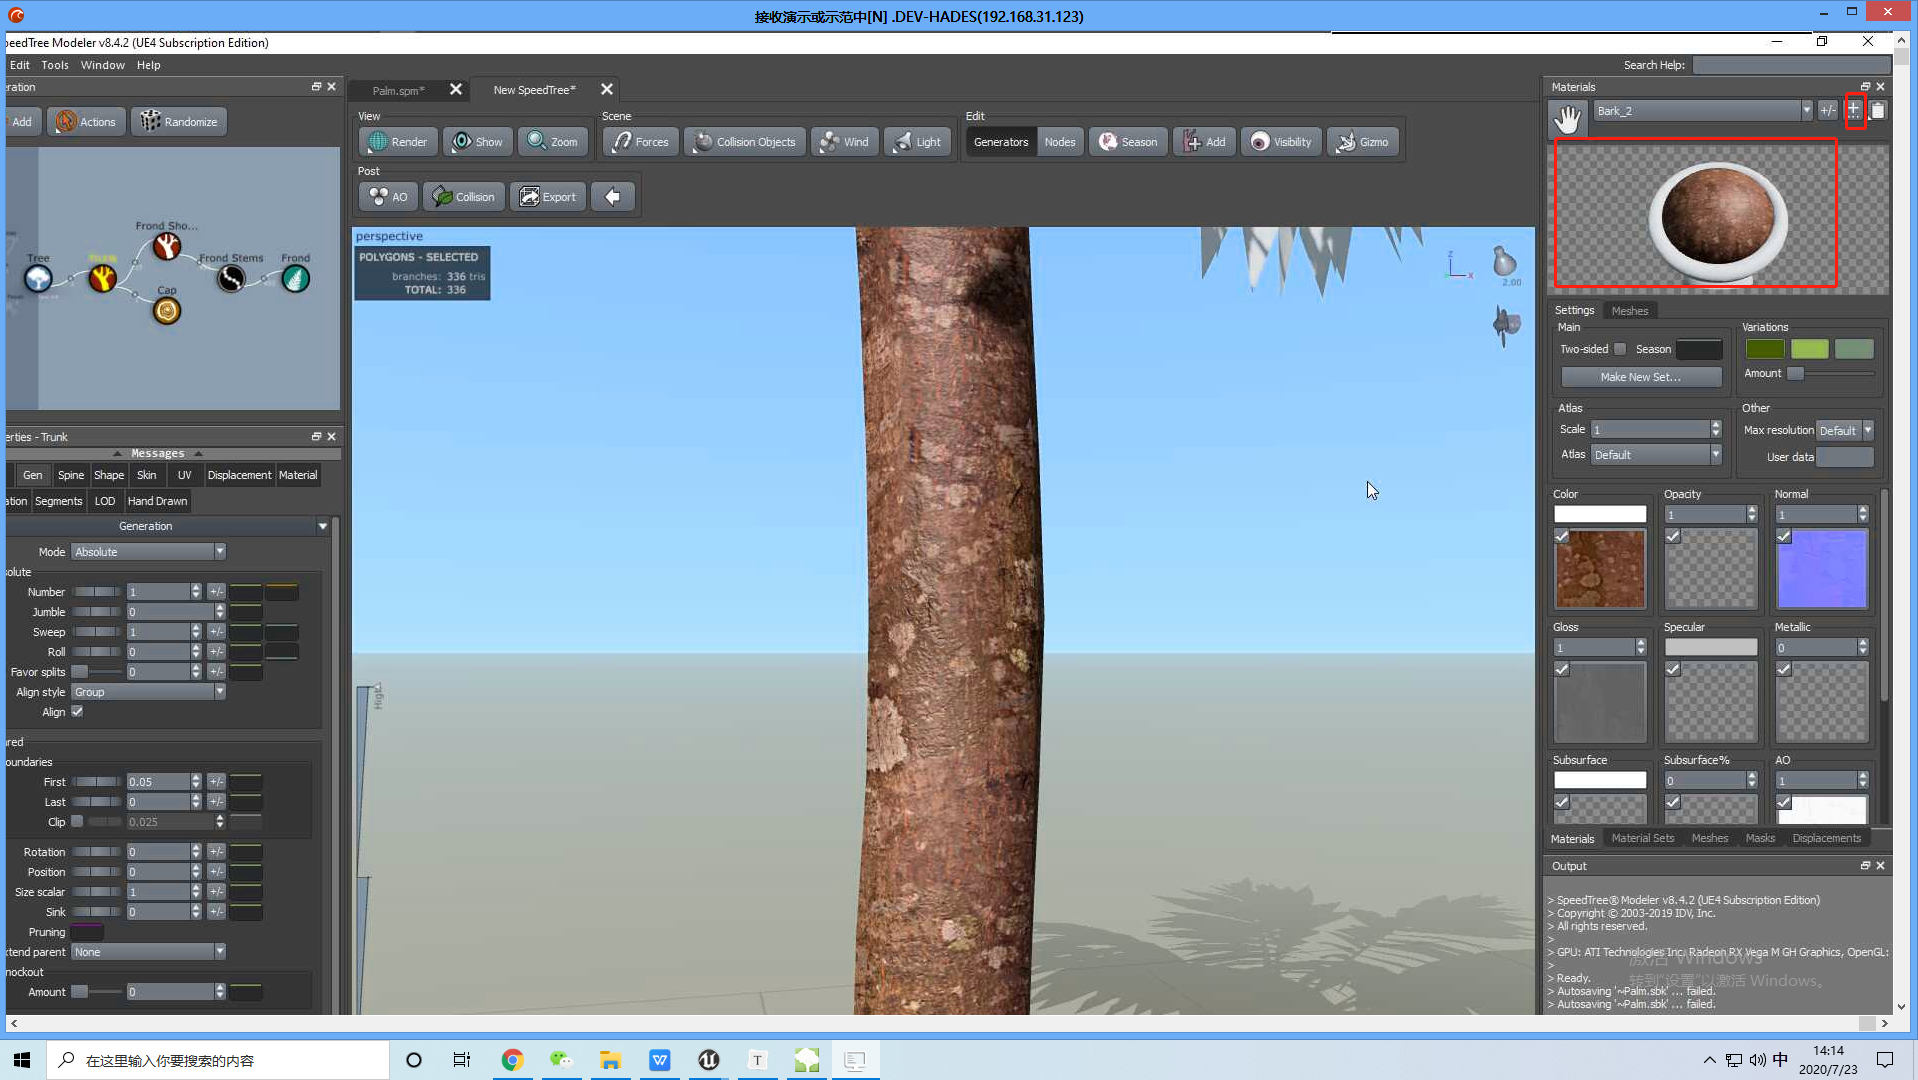 接收演示或示范中[N] .DEV-HADES(192.168.31.123)
peedTree Modeler v8.4.2 (UE4 Subscription Edition)
Edit Tools Window Help
Search Help:
eration
Add Actions Randomize
Frond Sho...
Tree
Frond Stems
Frond
Cap
erties - Trunk
Messages
Gen Spine Shape Skin UV Displacement Material
ation Segments LOD Hand Drawn
Generation
Mode Absolute
solute
Number 1 +/-
Jumble 0
Sweep 1 +/-
Roll 0 +/-
Favor splits 0 +/-
Align style Group
Align
ared
oundaries
First 0.05 +/-
Last 0 +/-
Clip 0.025
Rotation 0 +/-
Position 0 +/-
Size scalar 1 +/-
Sink 0 +/-
Pruning
xtend parent None
nockout
Amount 0
Palm.spm*
New SpeedTree*
View
Render Show Zoom
Scene
Forces Collision Objects Wind Light
Edit
Generators Nodes Season Add Visibility Gizmo
Post
AO Collision Export
perspective
POLYGONS - SELECTED
branches: 336 tris
TOTAL: 336
z
x
2.00
High
Materials
Bark_2
+/-
Settings Meshes
Main
Two-sided Season
Make New Set...
Variations
Amount
Atlas
Scale 1
Atlas Default
Other
Max resolution Default
User data
Color Opacity Normal
1 1
Gloss Specular Metallic
1 0
Subsurface Subsurface% AO
0 1
Materials Material Sets Meshes Masks Displacements
Output
> SpeedTree® Modeler v8.4.2 (UE4 Subscription Edition)
> Copyright © 2003-2019 IDV, Inc.
> All rights reserved.
>
> GPU: ATI Technologies Inc. Radeon RX Vega M GH Graphics, OpenGL:
>
> Ready.
> Autosaving '~Palm.sbk' ... failed.
> Autosaving '~Palm.sbk' ... failed.
激活 Windows
转到"设置"以激活 Windows。
在这里输入你要搜索的内容
W
T
中
14:14
2020/7/23